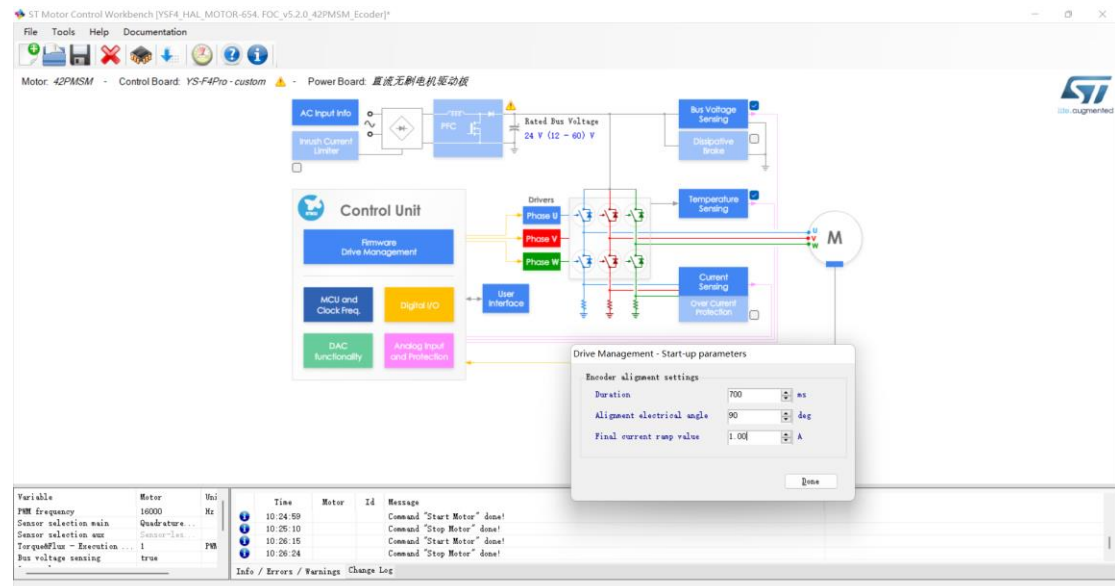 ST Motor Control Workbench [YSF4_HAL_MOTOR-654. FOC_v5.2.0_42PMSM_Ecoder]*
File Tools Help Documentation
Motor: 42PMSM - Control Board: YS-F4Pro - custom - Power Board: 直流无刷电机驱动板
ST
life.augmented
AC Input Info
Inrush Current
Limiter
PFC
Rated Bus Voltage
24 V (12 - 60) V
Bus Voltage
Sensing
Dissipative
Brake
Control Unit
Firmware
Drive Management
MCU and
Clock Freq.
Digital I/O
DAC
functionality
Analog Input
and Protection
User
Interface
Drivers
Phase U
Phase V
Phase W
Temperature
Sensing
Current
Sensing
Over Current
Protection
U
V
W
M
Drive Management - Start-up parameters
Encoder alignment settings
Duration 700 ms
Alignment electrical angle 90 deg
Final current ramp value 1.00 A
Done
Variable Motor Uni
PWM frequency 16000 Hz
Sensor selection main Quadrature...
Sensor selection aux Sensor-les
Torque&Flux - Execution ... 1 PWM
Bus voltage sensing true
Time Motor Id Message
10:24:59 Command "Start Motor" done!
10:25:10 Command "Stop Motor" done!
10:26:15 Command "Start Motor" done!
10:26:24 Command "Stop Motor" done!
Info / Errors / Warnings Change Log